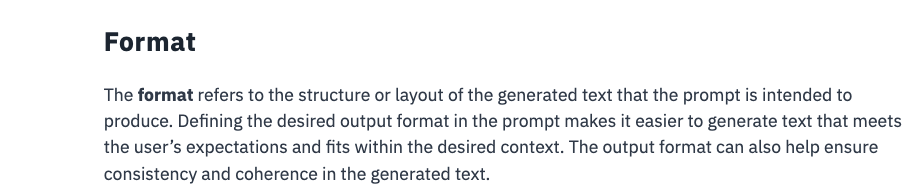 Format
The format refers to the structure or layout of the generated text that the prompt is intended to
produce. Defining the desired output format in the prompt makes it easier to generate text that meets
the user’s expectations and fits within the desired context. The output format can also help ensure
consistency and coherence in the generated text.